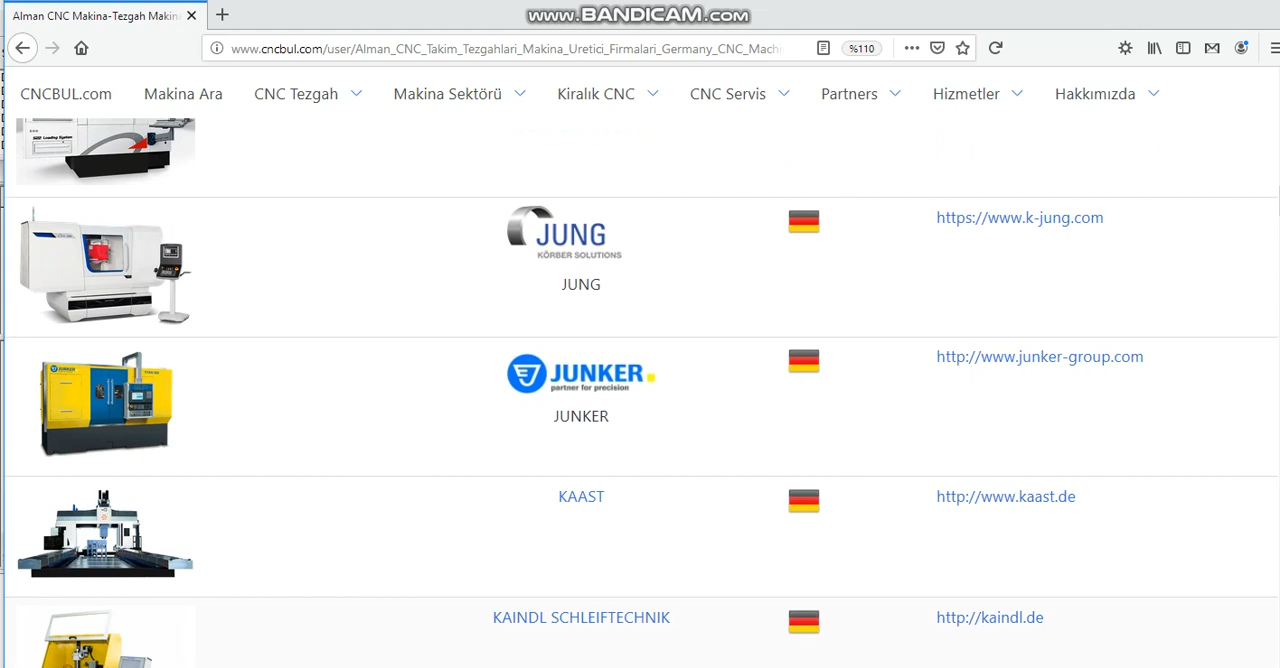 Alman CNC Makina-Tezgah Makina
www.BANDICAM.com
www.cncbul.com/user/Alman_CNC_Takim_Tezgahlari_Makina_Uretici_Firmalari_Germany_CNC_Machi
%110
CNCBUL.com Makina Ara CNC Tezgah Makina Sektörü Kiralık CNC CNC Servis Partners Hizmetler Hakkımızda
JUNG
KÖRBER SOLUTIONS
JUNG
https://www.k-jung.com
JUNKER
partner for precision
JUNKER
http://www.junker-group.com
KAAST
http://www.kaast.de
KAINDL SCHLEIFTECHNIK
http://kaindl.de